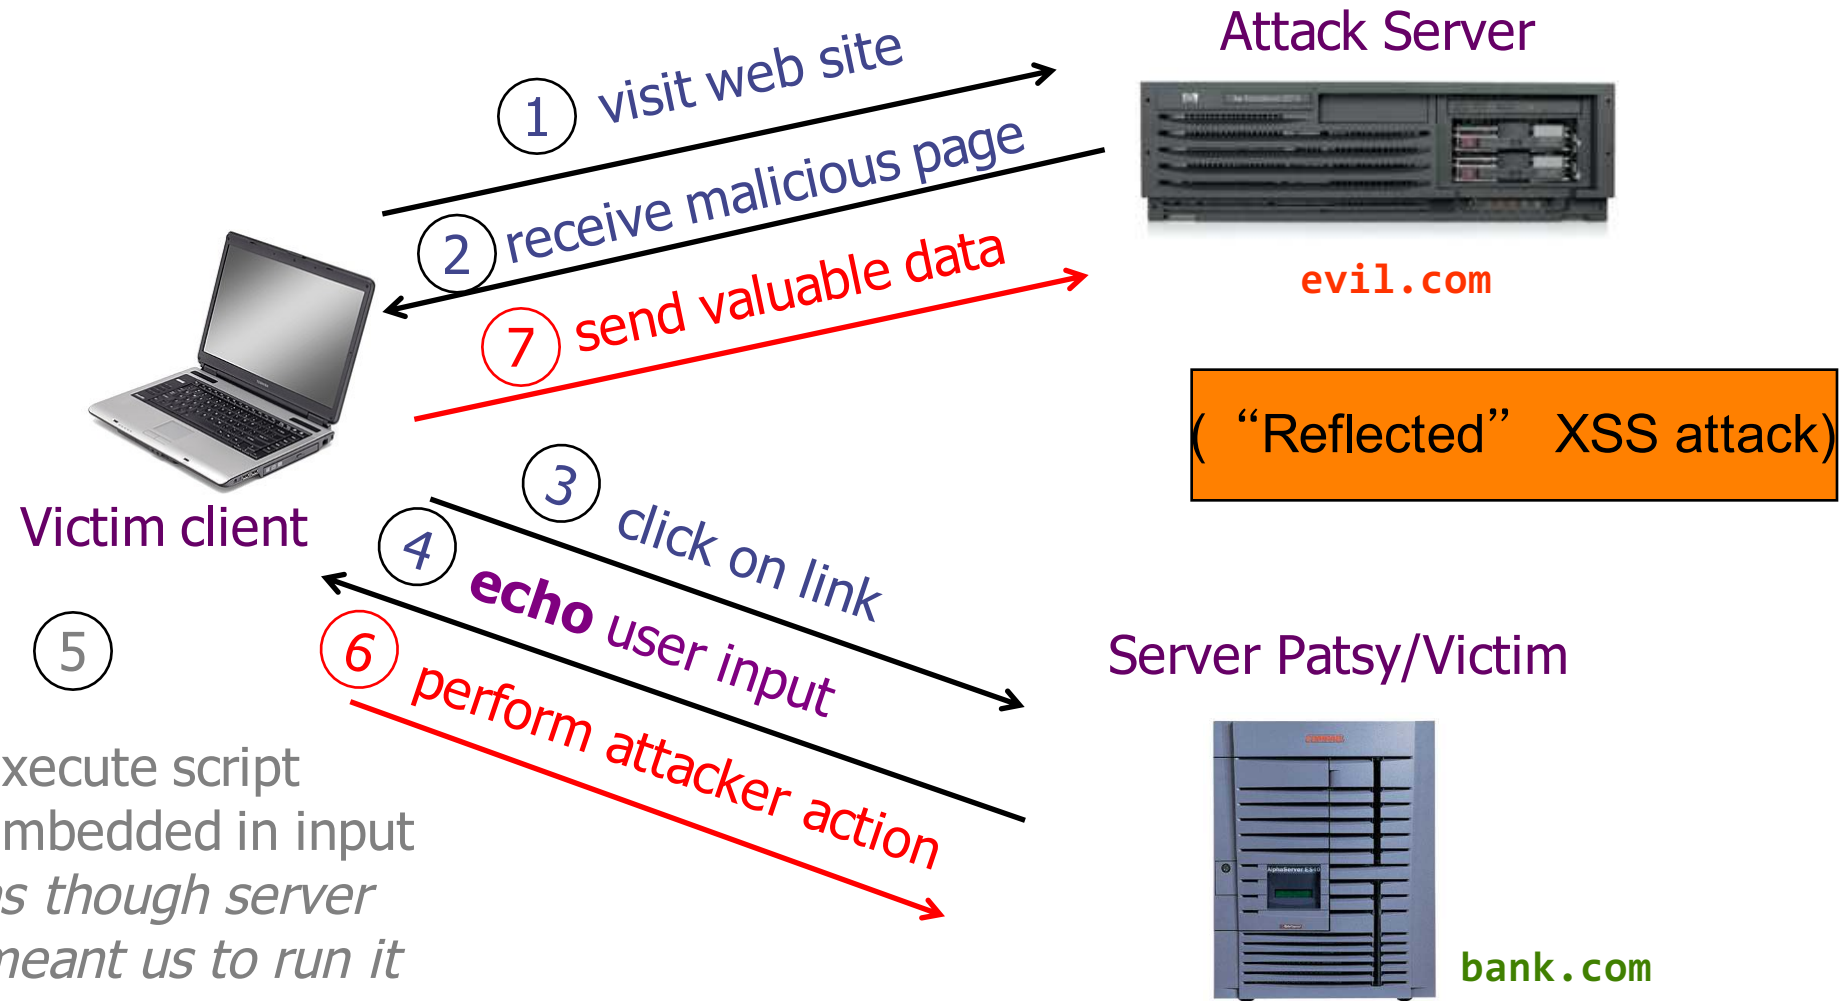 Attack Server
1 visit web site
2 receive malicious page
7 send valuable data
evil.com
( “Reflected” XSS attack)
Victim client
3 click on link
4 echo user input
5
6 perform attacker action
Server Patsy/Victim
xecute script
mbedded in input
as though server
meant us to run it
bank.com